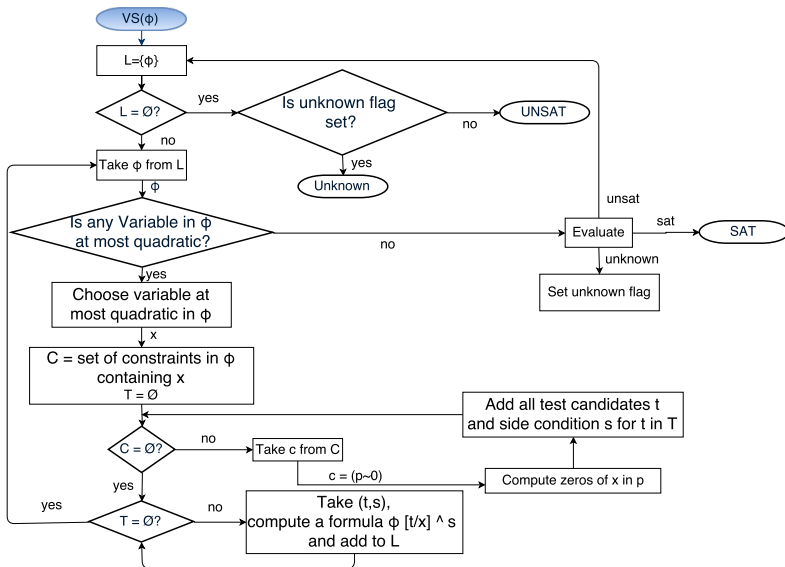 VS(ϕ)
L={ϕ}
L = Ø?
yes
Is unknown flag
set?
no
UNSAT
no
yes
Unknown
Take ϕ from L
ϕ
Is any Variable in ϕ
at most quadratic?
no
unsat
Evaluate
sat
SAT
unknown
Set unknown flag
yes
Choose variable at
most quadratic in ϕ
x
C = set of constraints in ϕ
containing x
T = Ø
Add all test candidates t
and side condition s for t in T
C = Ø?
no
Take c from C
c = (p~0)
Compute zeros of x in p
yes
yes
T = Ø?
no
Take (t,s),
compute a formula ϕ [t/x] ^ s
and add to L